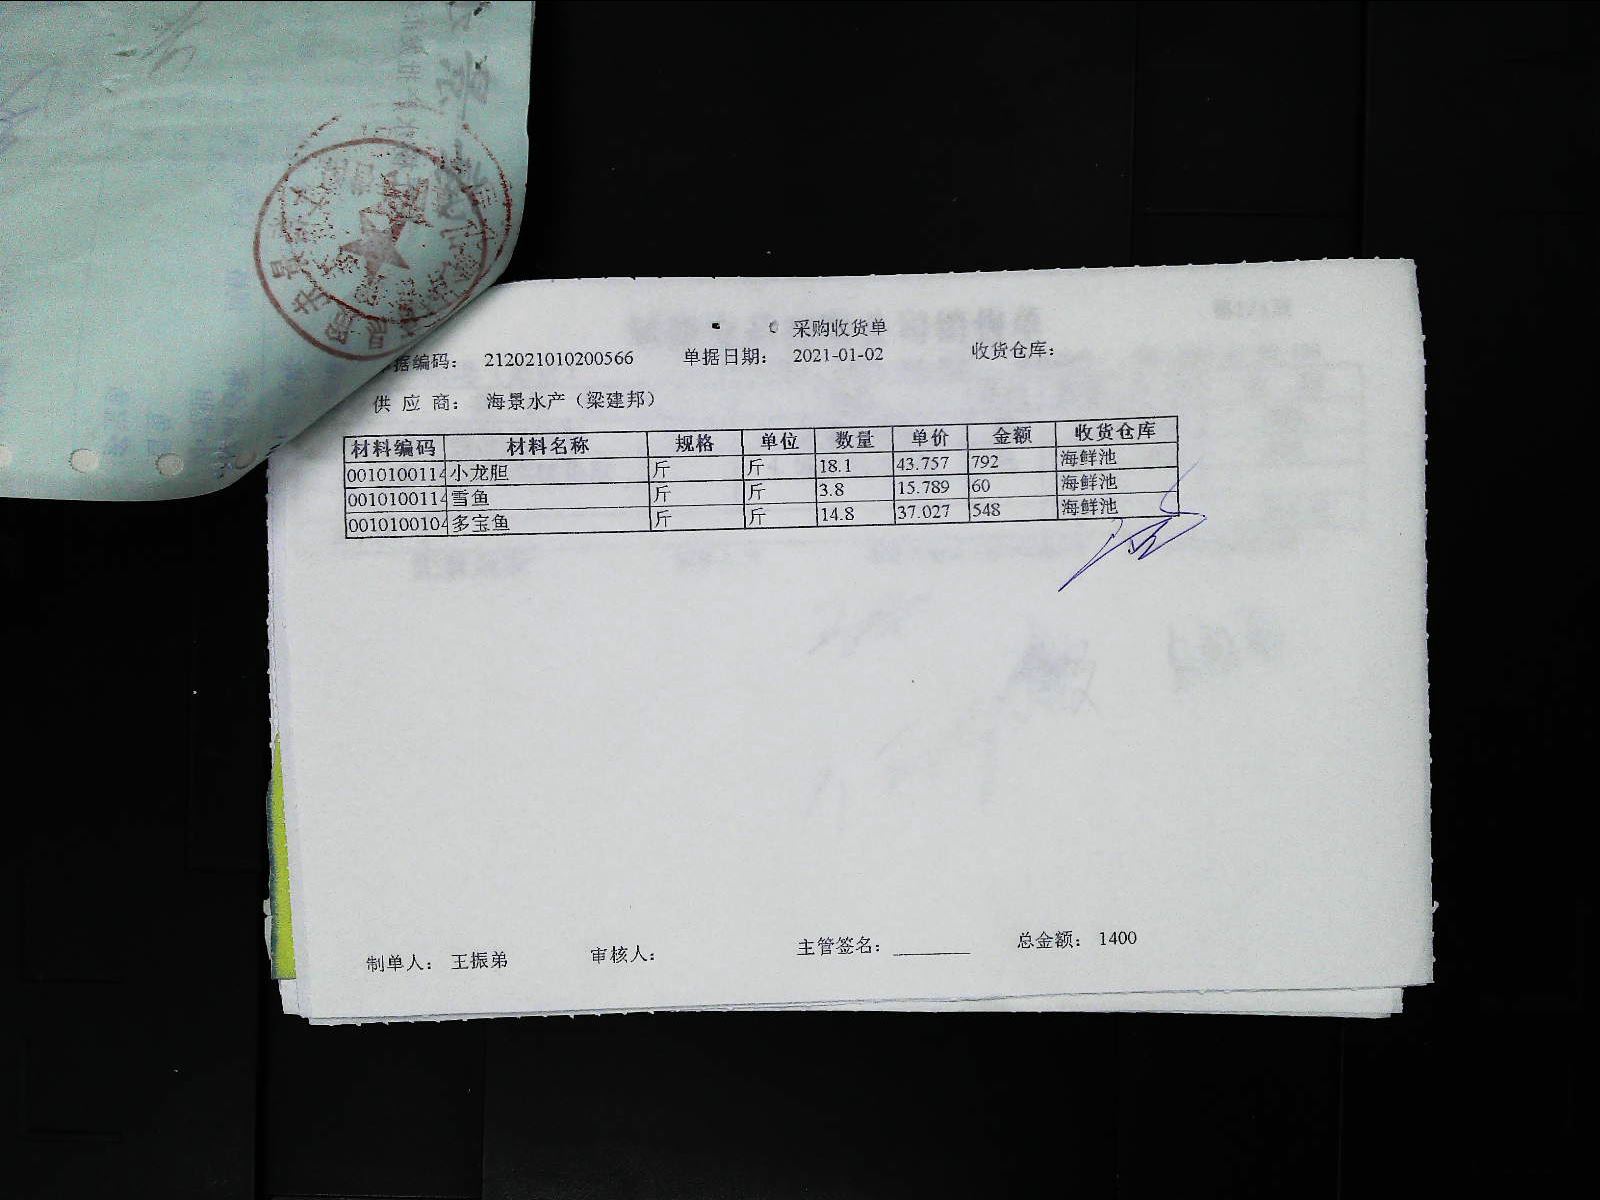 采购收货单
据编码： 212021010200566 单据日期： 2021-01-02 收货仓库：
供 应 商： 海景水产（梁建邦）
材料编码 材料名称 规格 单位 数量 单价 金额 收货仓库
0010100114 小龙胆 斤 斤 18.1 43.757 792 海鲜池
0010100114 雪鱼 斤 斤 3.8 15.789 60 海鲜池
0010100104 多宝鱼 斤 斤 14.8 37.027 548 海鲜池
制单人： 王振弟 审核人： 主管签名： 总金额： 1400